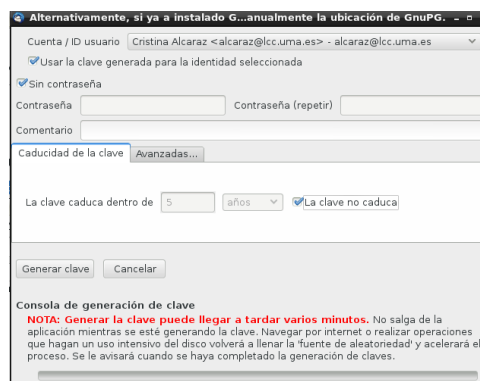 Alternativamente, si ya a instalado G...anualmente la ubicación de GnuPG.
Cuenta / ID usuario Cristina Alcaraz <alcaraz@lcc.uma.es> - alcaraz@lcc.uma.es
Usar la clave generada para la identidad seleccionada
Sin contraseña
Contraseña Contraseña (repetir)
Comentario
Caducidad de la clave Avanzadas...
La clave caduca dentro de 5 años La clave no caduca
Generar clave Cancelar
Consola de generación de clave
NOTA: Generar la clave puede llegar a tardar varios minutos. No salga de la
aplicación mientras se esté generando la clave. Navegar por internet o realizar operaciones
que hagan un uso intensivo del disco volverá a llenar la 'fuente de aleatoriedad' y acelerará el
proceso. Se le avisará cuando se haya completado la generación de claves.